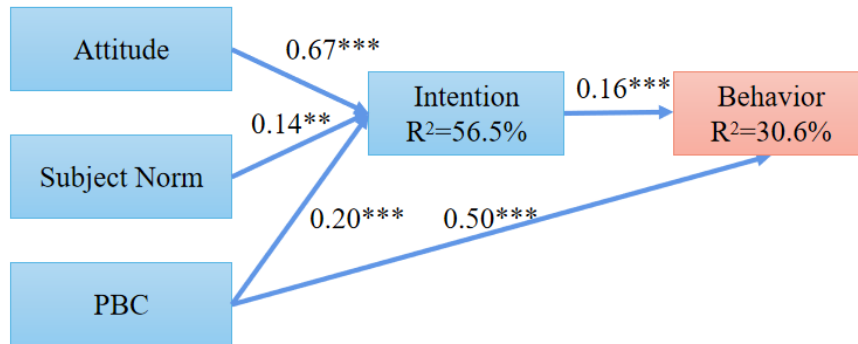 Attitude
0.67***
Intention
R²=56.5%
0.16***
Behavior
R²=30.6%
0.14**
Subject Norm
0.20***
0.50***
PBC